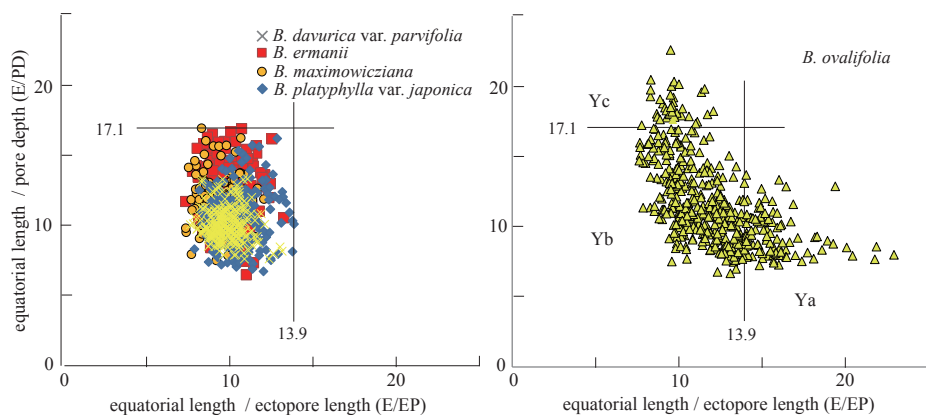 B. davurica var. parvifolia
B. ermanii
B. maximowicziana
B. platyphylla var. japonica
20
17.1
10
0
13.9
0
10
20
equatorial length / pore depth (E/PD)
equatorial length / ectopore length (E/EP)
B. ovalifolia
20
Yc
17.1
10
Yb
Ya
13.9
0
0
10
20
equatorial length / ectopore length (E/EP)